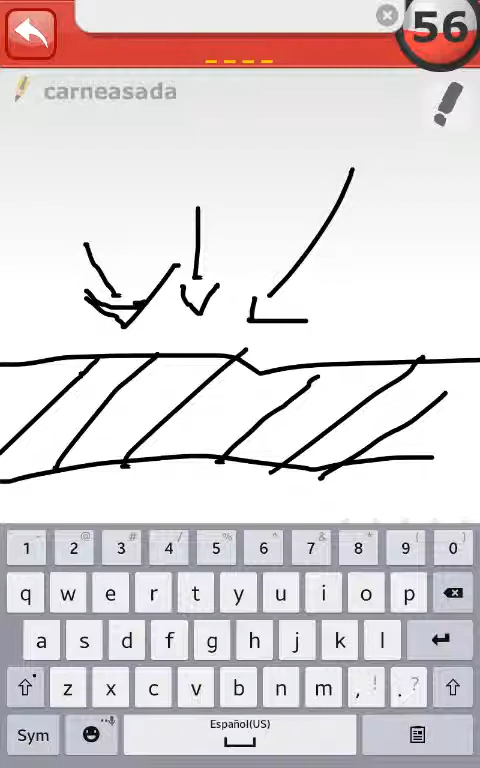 56
carneasada
1 - 2 @ 3 # 4 / 5 % 6 ^ 7 & 8 * 9 ( 0 )
q w e r t y u i o p
a s d f g h j k l
z x c v b n m , ! . ?
Sym Español(US)